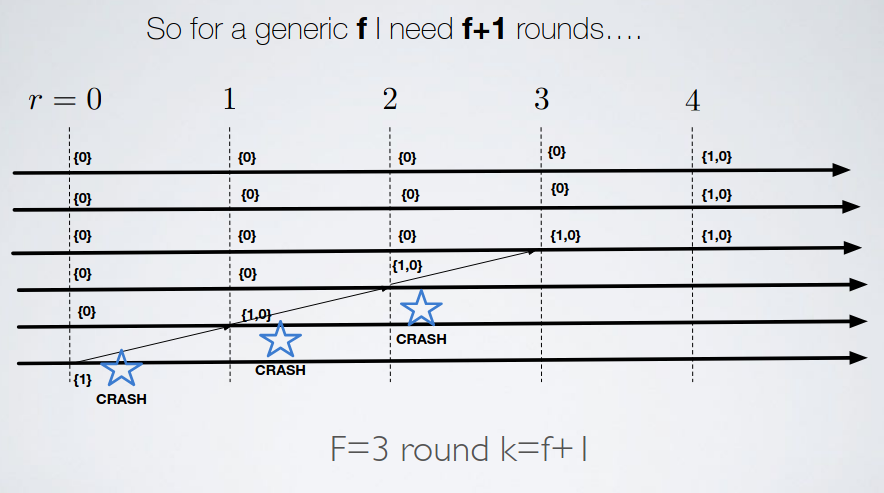 So for a generic f I need f+1 rounds....
r = 0 1 2 3 4
{0} {0} {0} {0} {1,0}
{0} {0} {0} {0} {1,0}
{0} {0} {0} {1,0} {1,0}
{0} {0} {1,0}
{0} {1,0}
{1}
CRASH
CRASH
CRASH
F=3 round k=f+1